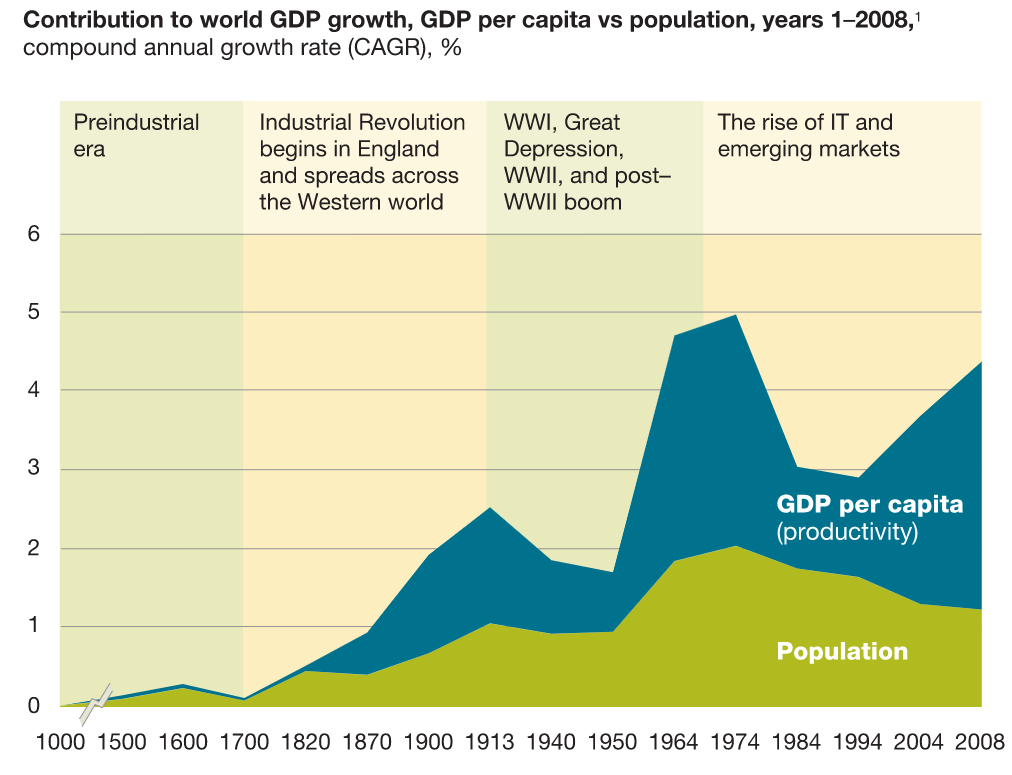 Contribution to world GDP growth, GDP per capita vs population, years 1–2008,¹
compound annual growth rate (CAGR), %
Preindustrial
era
Industrial Revolution
begins in England
and spreads across
the Western world
WWI, Great
Depression,
WWII, and post–
WWII boom
The rise of IT and
emerging markets
6
5
4
3
2
1
0
GDP per capita
(productivity)
Population
1000 1500 1600 1700 1820 1870 1900 1913 1940 1950 1964 1974 1984 1994 2004 2008